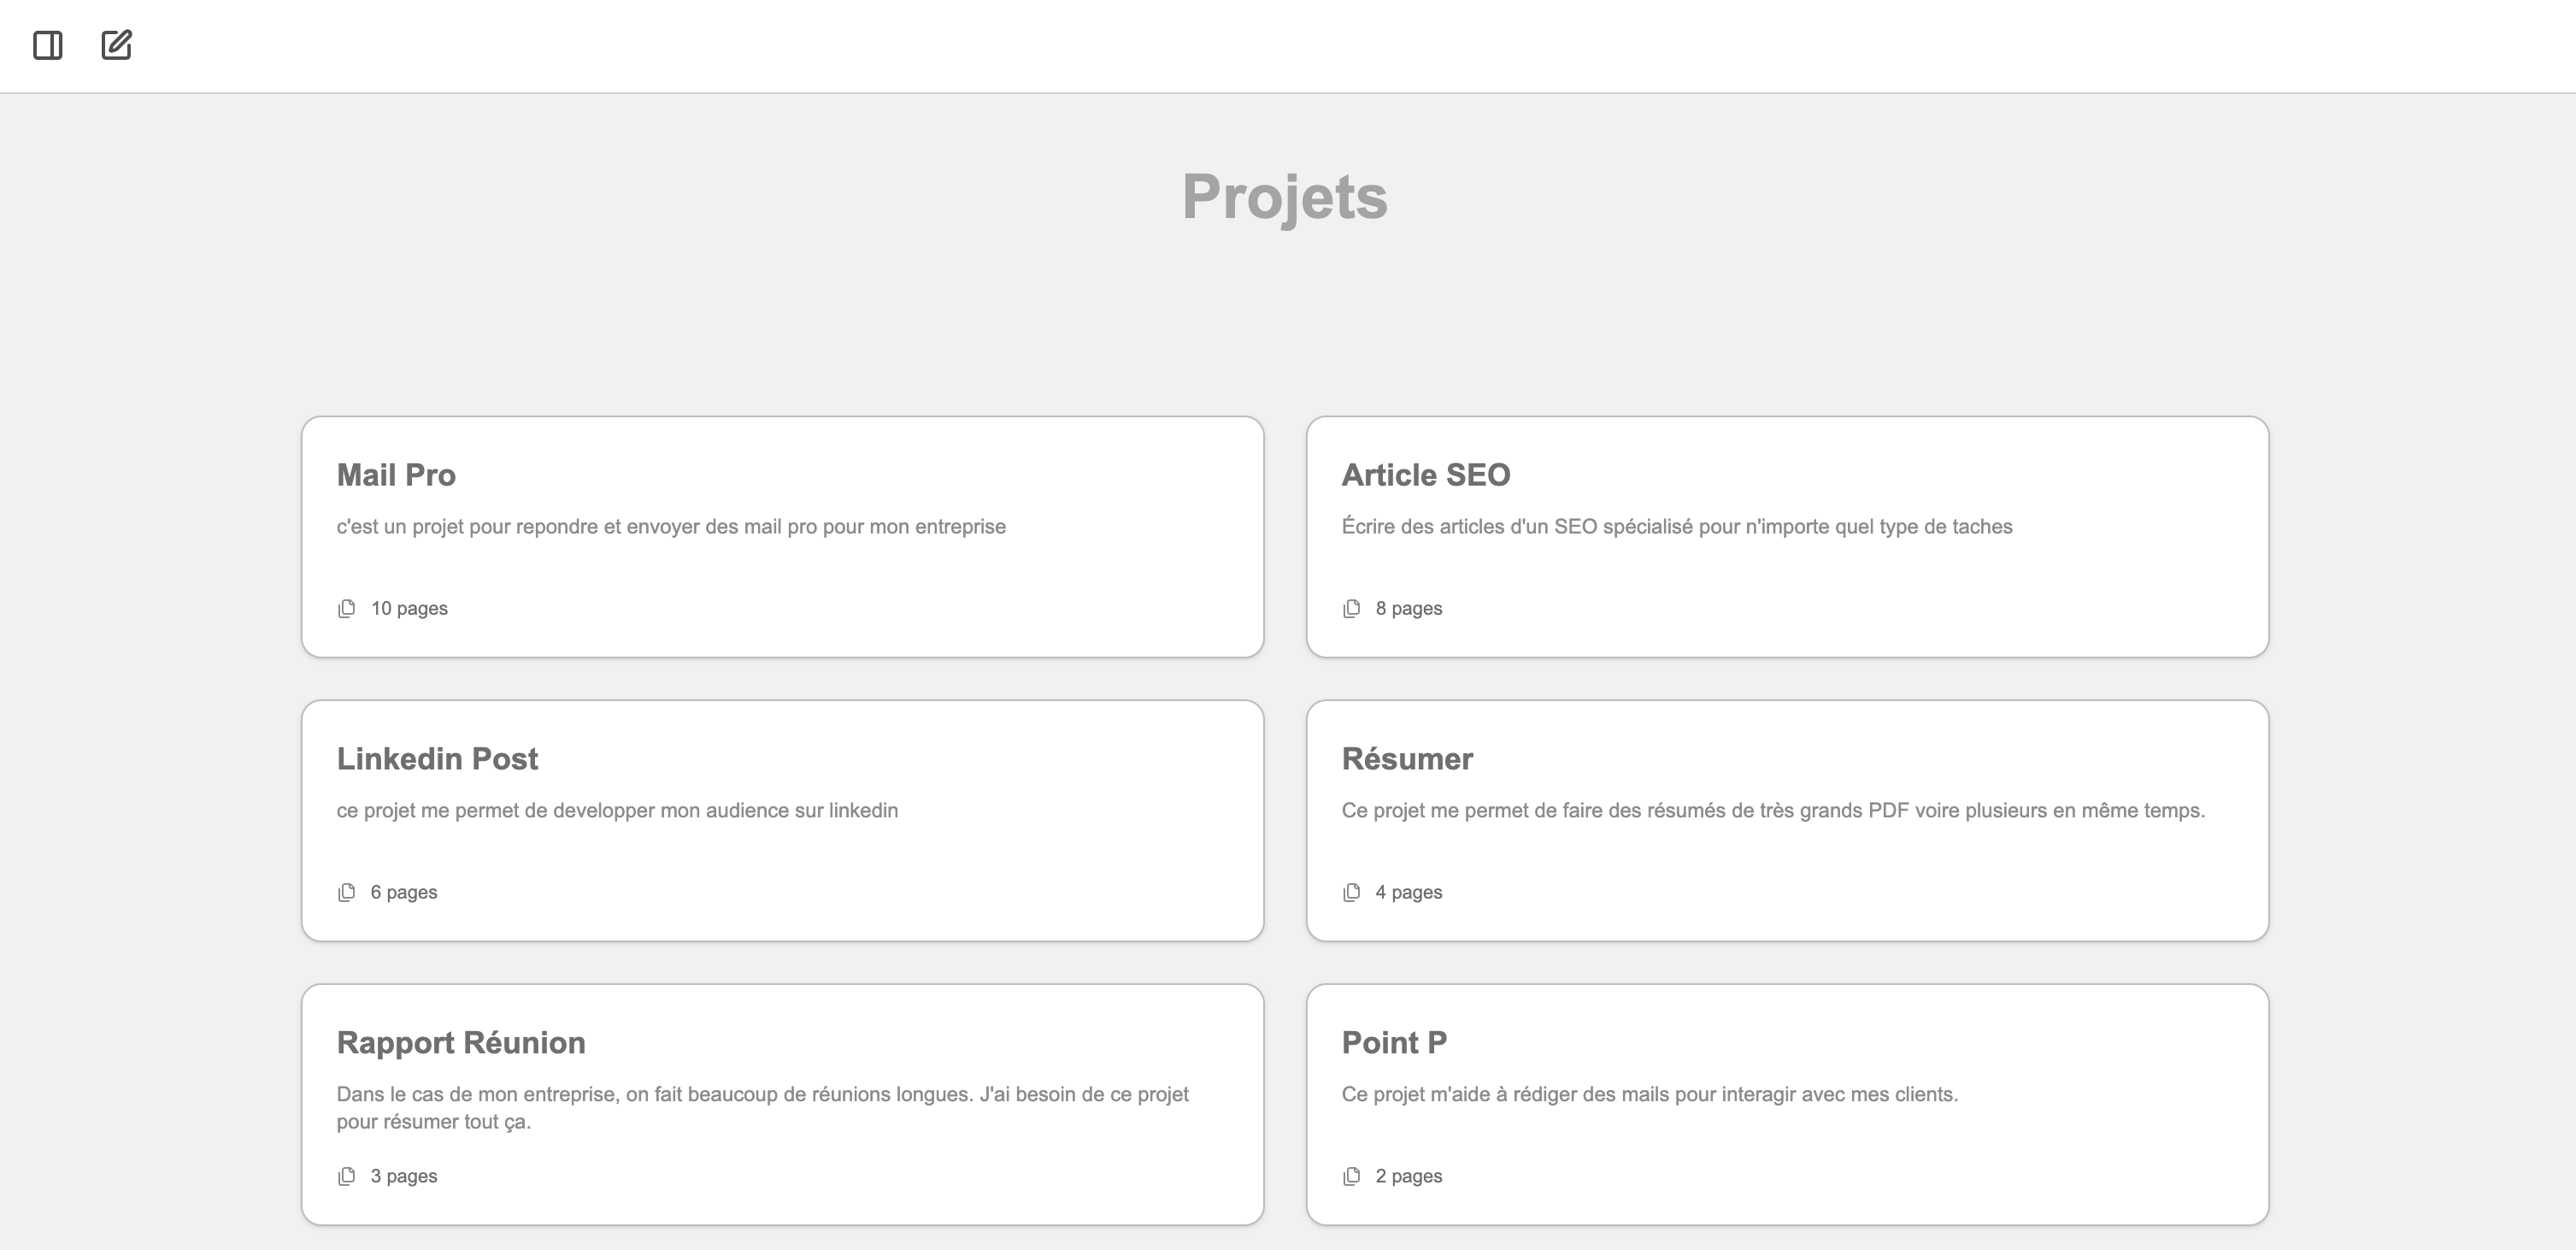 Projets
Mail Pro
c'est un projet pour repondre et envoyer des mail pro pour mon entreprise
10 pages
Article SEO
Écrire des articles d'un SEO spécialisé pour n'importe quel type de taches
8 pages
Linkedin Post
ce projet me permet de developper mon audience sur linkedin
6 pages
Résumer
Ce projet me permet de faire des résumés de très grands PDF voire plusieurs en même temps.
4 pages
Rapport Réunion
Dans le cas de mon entreprise, on fait beaucoup de réunions longues. J'ai besoin de ce projet
pour résumer tout ça.
3 pages
Point P
Ce projet m'aide à rédiger des mails pour interagir avec mes clients.
2 pages